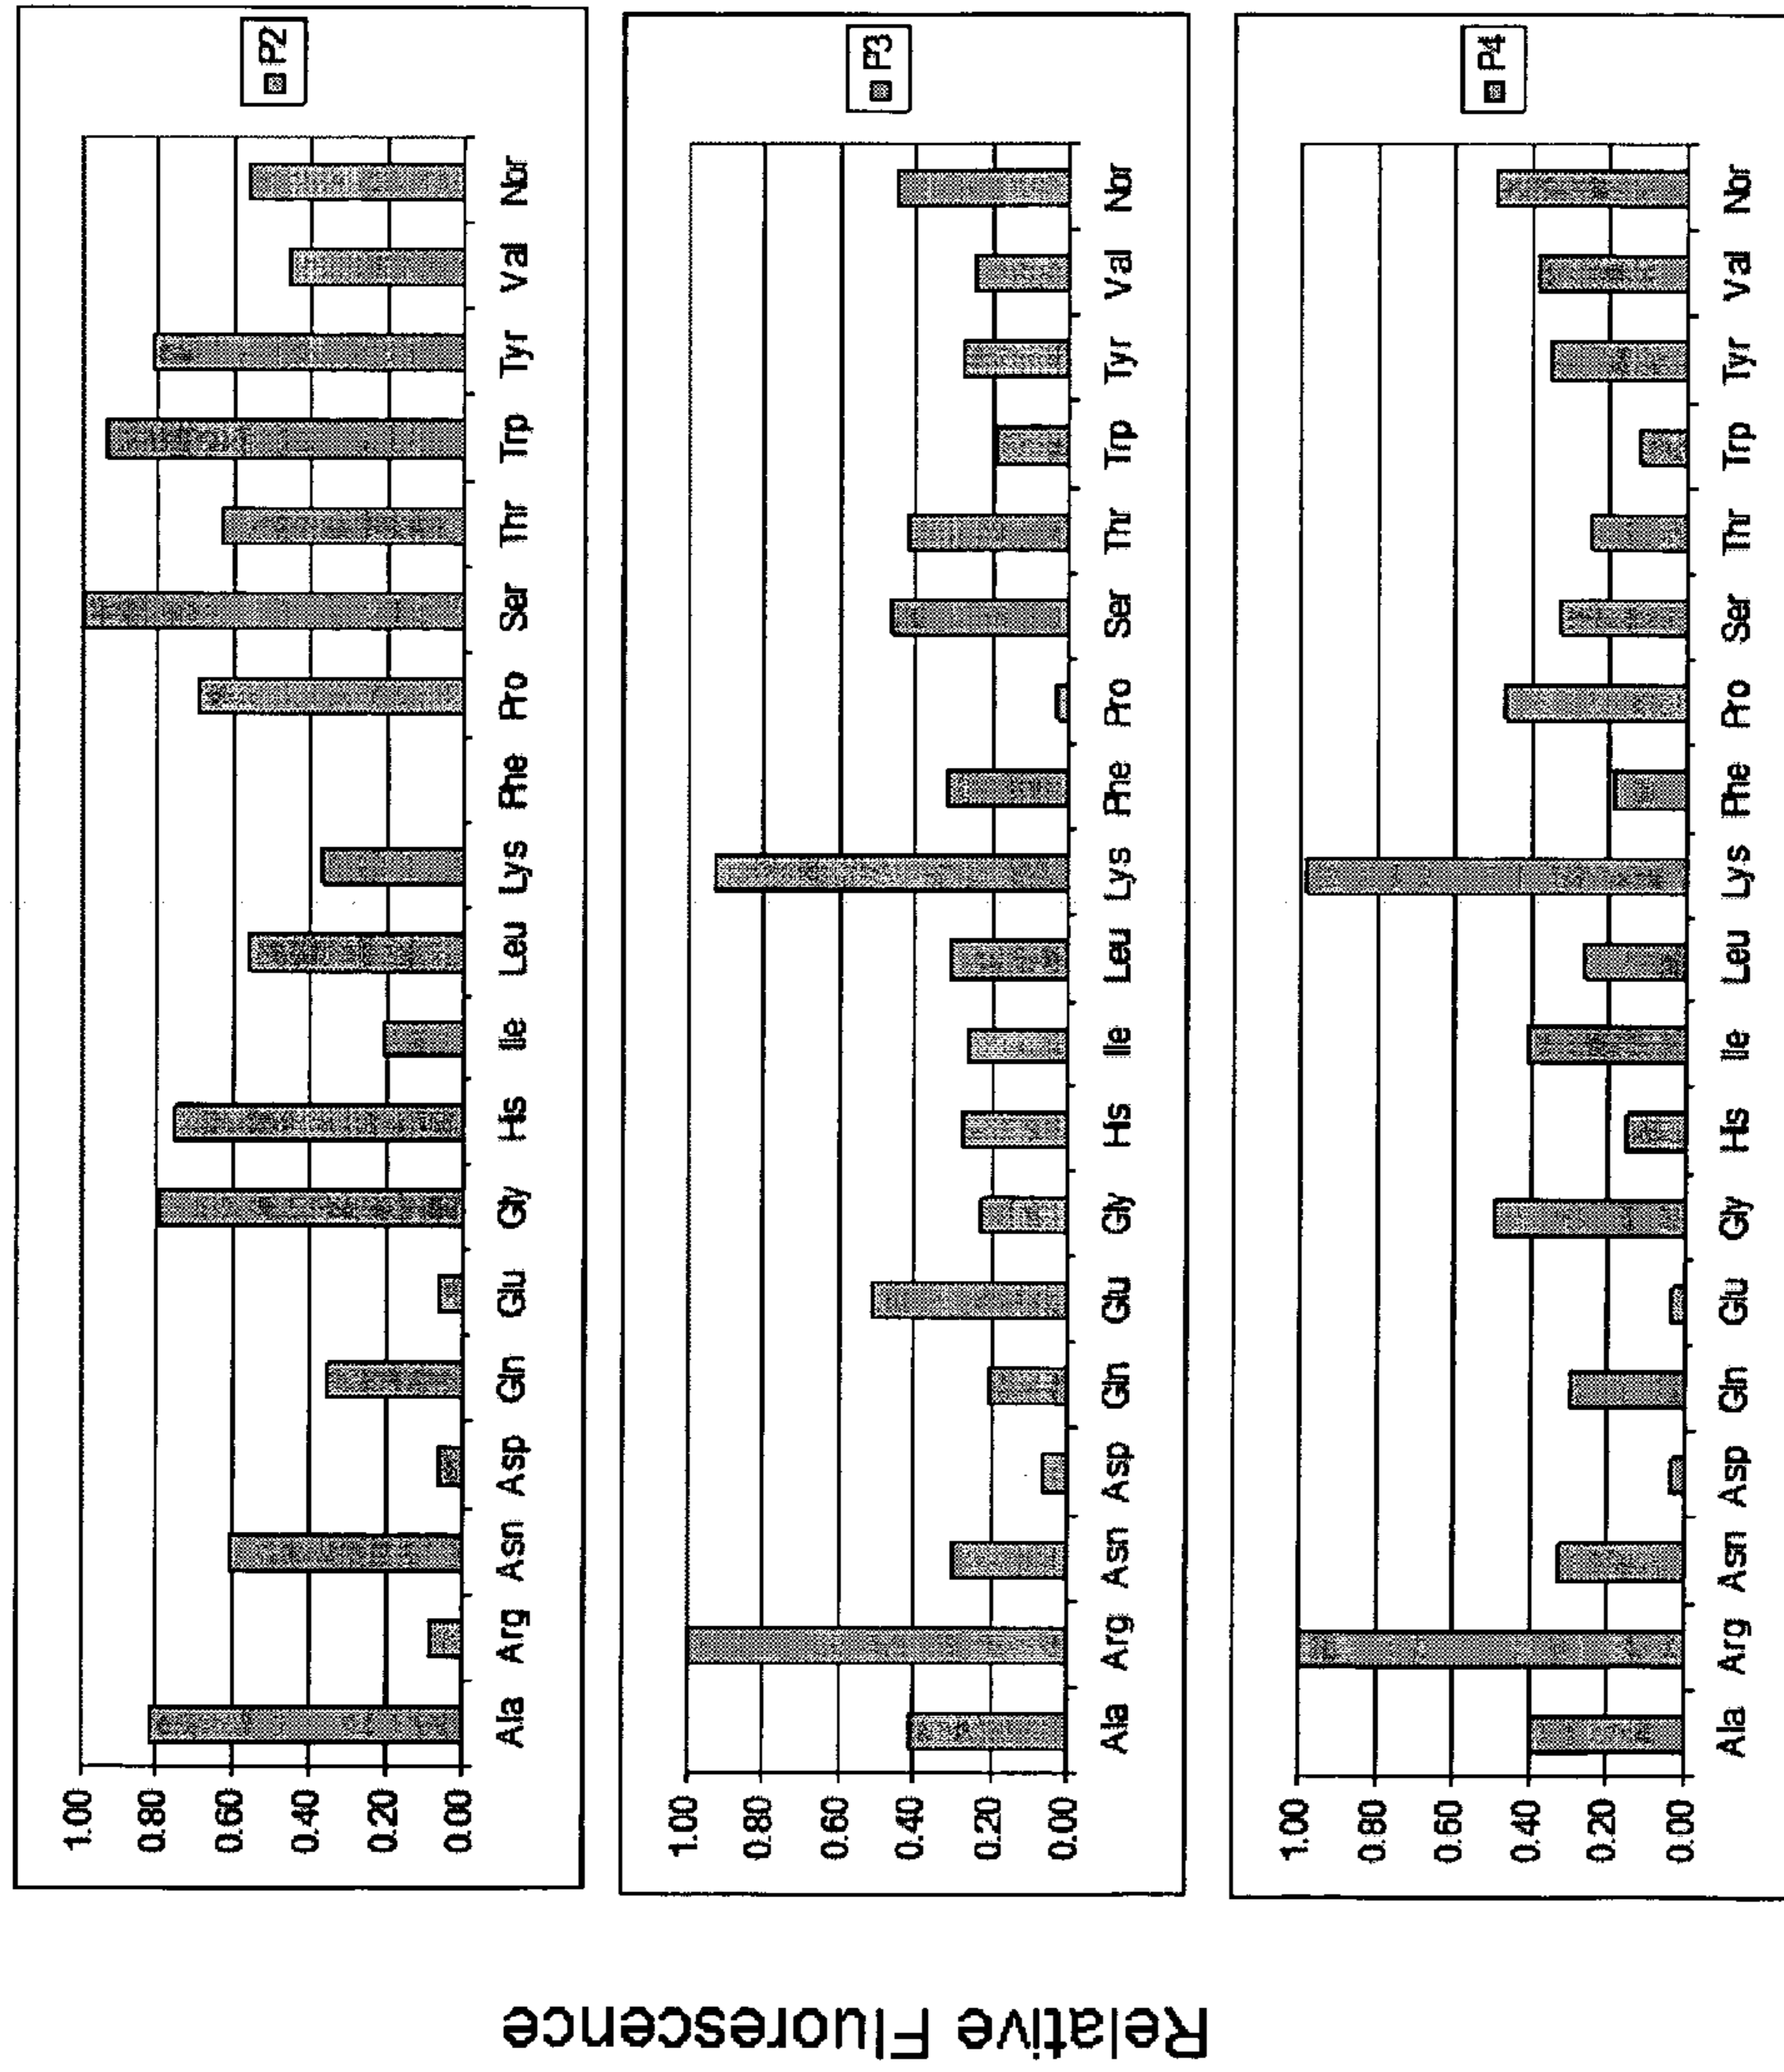 Relative Fluorescence
P2
1.00
0.80
0.60
0.40
0.20
0.00
Ala Arg Asn Asp Gln Glu Gly His Ile Leu Lys Phe Pro Ser Thr Trp Tyr Val Nor
P3
1.00
0.80
0.60
0.40
0.20
0.00
Ala Arg Asn Asp Gln Glu Gly His Ile Leu Lys Phe Pro Ser Thr Trp Tyr Val Nor
P4
1.00
0.80
0.60
0.40
0.20
0.00
Ala Arg Asn Asp Gln Glu Gly His Ile Leu Lys Phe Pro Ser Thr Trp Tyr Val Nor